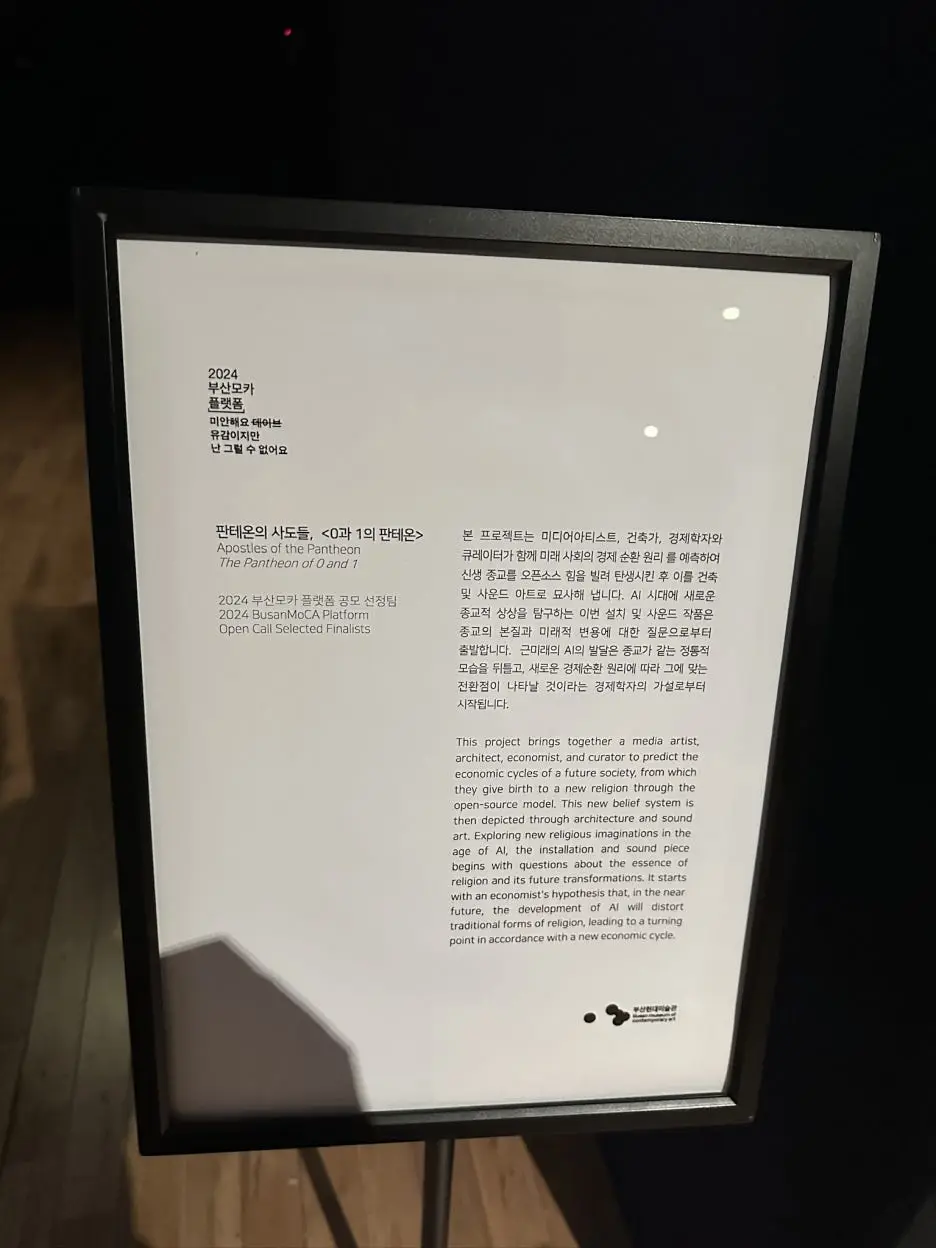 2024
부산모카
플랫폼
미안해요 데이브
유감이지만
난 그럴 수 없어요
판테온의 사도들, <0과 1의 판테온>
Apostles of the Pantheon
The Pantheon of 0 and 1
2024 부산모카 플랫폼 공모 선정팀
2024 BusanMoCA Platform
Open Call Selected Finalists
본 프로젝트는 미디어아티스트, 건축가, 경제학자와
큐레이터가 함께 미래 사회의 경제 순환 원리 를 예측하여
신생 종교를 오픈소스 힘을 빌려 탄생시킨 후 이를 건축
및 사운드 아트로 묘사해 냅니다. AI 시대에 새로운
종교적 상상을 탐구하는 이번 설치 및 사운드 작품은
종교의 본질과 미래적 변용에 대한 질문으로부터
출발합니다. 근미래의 AI의 발달은 종교가 같는 정통적
모습을 뒤틀고, 새로운 경제순환 원리에 따라 그에 맞는
전환점이 나타날 것이라는 경제학자의 가설로부터
시작됩니다.
This project brings together a media artist,
architect, economist, and curator to predict the
economic cycles of a future society, from which
they give birth to a new religion through the
open-source model. This new belief system is
then depicted through architecture and sound
art. Exploring new religious imaginations in the
age of AI, the installation and sound piece
begins with questions about the essence of
religion and its future transformations. It starts
with an economist's hypothesis that, in the near
future, the development of AI will distort
traditional forms of religion, leading to a turning
point in accordance with a new economic cycle.
부산현대미술관
Busan museum of
contemporary art